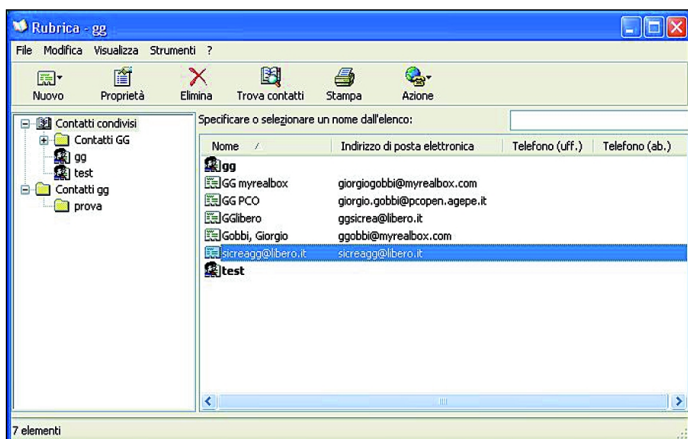 Rubrica - gg
File Modifica Visualizza Strumenti ?
Nuovo Proprietà Elimina Trova contatti Stampa Azione
Contatti condivisi
Contatti GG
gg
test
Contatti gg
prova
Specificare o selezionare un nome dall'elenco:
Nome Indirizzo di posta elettronica Telefono (uff.) Telefono (ab.)
gg
GG myrealbox giorgiogobbi@myrealbox.com
GG PCO giorgio.gobbi@pcopen.agepe.it
GGlibero ggsicrea@libero.it
Gobbi, Giorgio ggobbi@myrealbox.com
sicreagg@libero.it sicreagg@libero.it
test
7 elementi